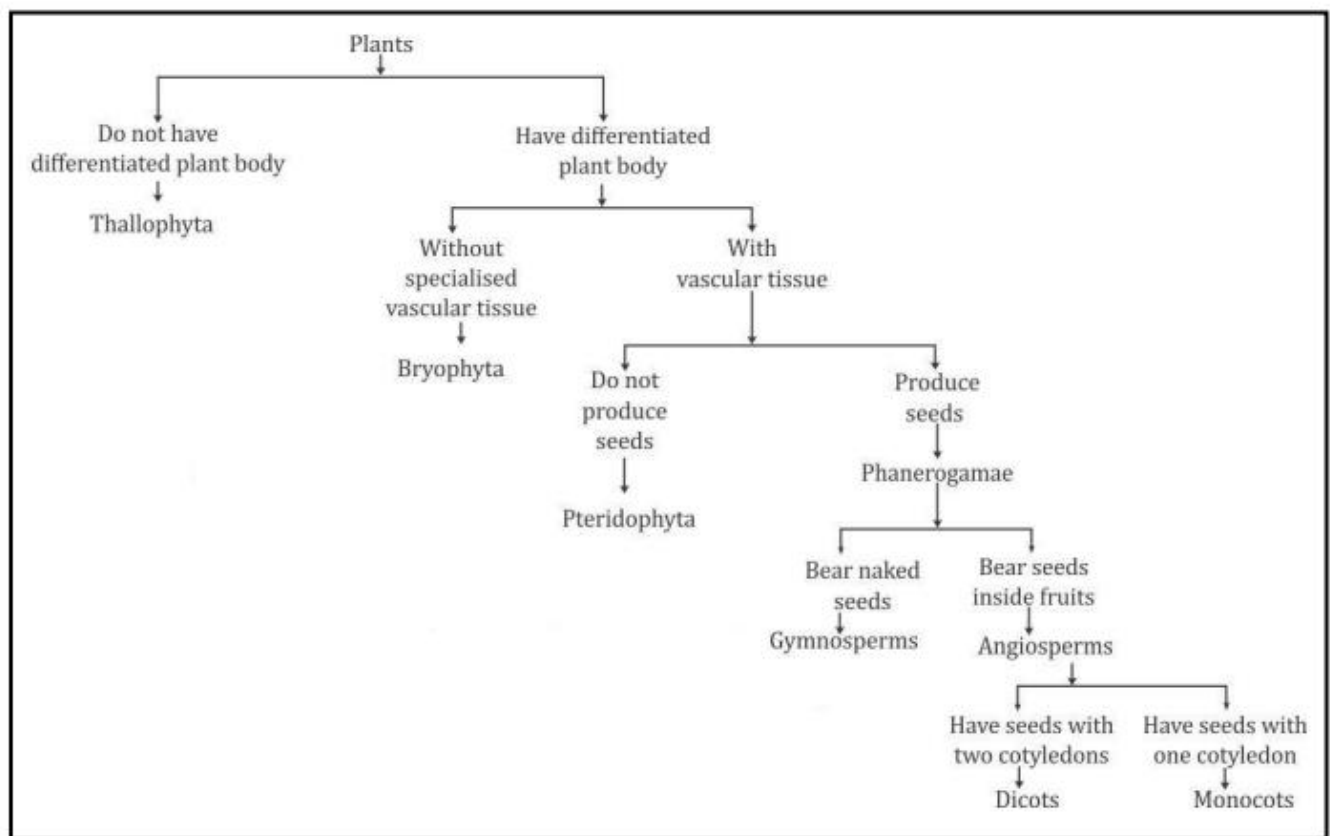 Plants
Do not have
differentiated plant body
Thallophyta
Have differentiated
plant body
Without
specialised
vascular tissue
Bryophyta
With
vascular tissue
Do not
produce
seeds
Pteridophyta
Produce
seeds
Phanerogamae
Bear naked
seeds
Gymnosperms
Bear seeds
inside fruits
Angiosperms
Have seeds with
two cotyledons
Dicots
Have seeds with
one cotyledon
Monocots